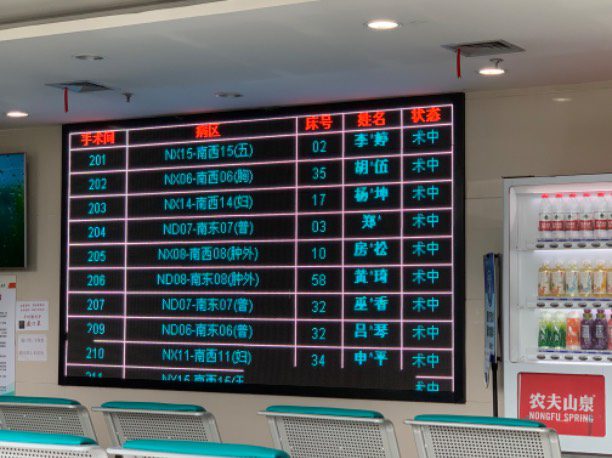 手术间 病区 床号 姓名 状态
201 NX15-南西15(五) 02 李*婷 术中
202 NX06-南西06(胸) 35 胡*伍 术中
203 NX14-南西14(妇) 17 杨*坤 术中
204 ND07-南东07(普) 03 郑* 术中
205 NX08-南西08(肿外) 10 房*松 术中
206 ND08-南东08(肿外) 58 黄*琦 术中
207 ND07-南东07(普) 32 巫*香 术中
209 ND06-南东06(普) 32 吕*琴 术中
210 NX11-南西11(妇) 34 申*平 术中
211 NX15-南西15 术中
农夫山泉
NONGFU SPRING